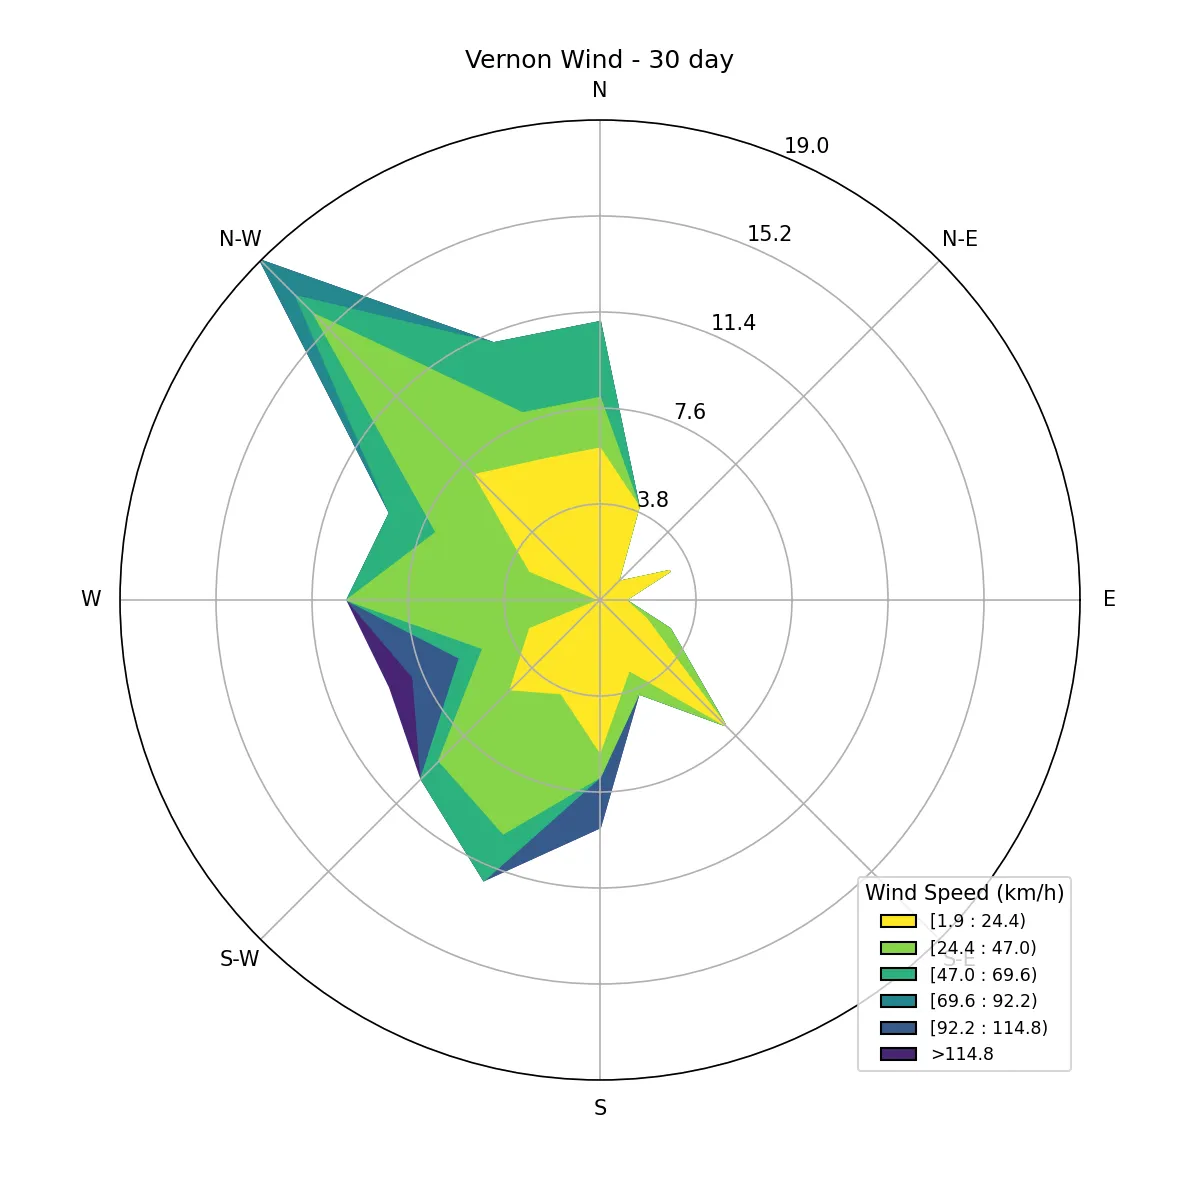 Vernon Wind - 30 day
N
19.0
15.2
N-W
N-E
11.4
7.6
3.8
W
E
Wind Speed (km/h)
[1.9 : 24.4)
[24.4 : 47.0)
S-W
S-E
[47.0 : 69.6)
[69.6 : 92.2)
[92.2 : 114.8)
>114.8
S